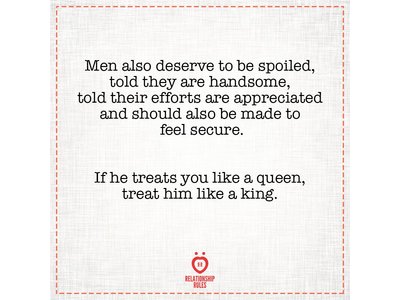 Men also deserve to be spoiled,
told they are handsome,
told their efforts are appreciated
and should also be made to
feel secure.
If he treats you like a queen,
treat him like a king.
RELATIONSHIP
RULES